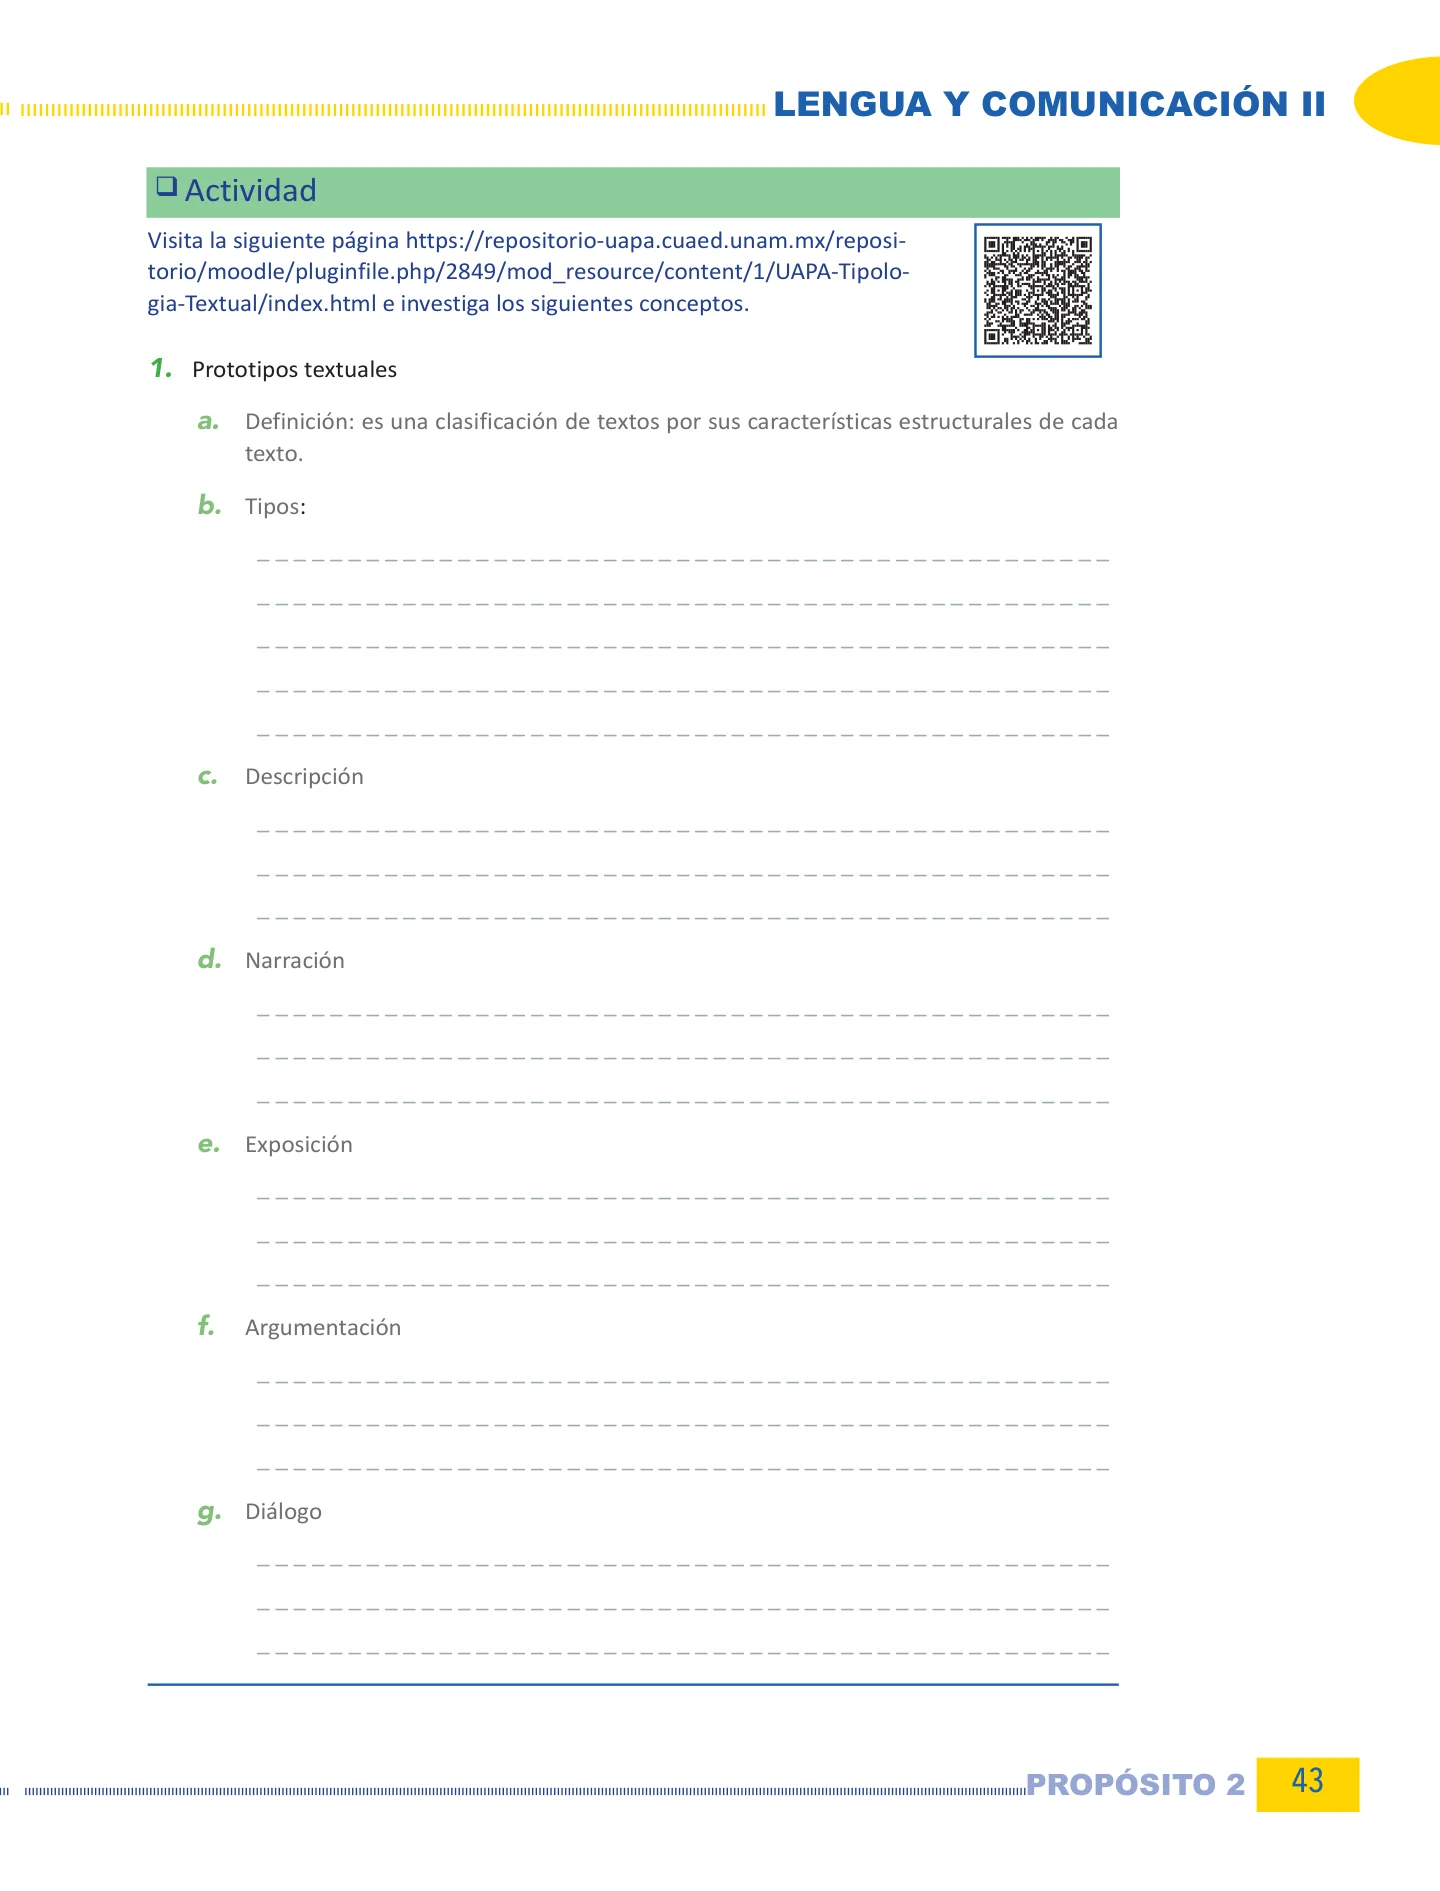 LENGUA Y COMUNICACIÓN II
Actividad
Visita la siguiente página https://repositorio-uapa.cuaed.unam.mx/reposi-
torio/moodle/pluginfile.php/2849/mod_resource/content/1/UAPA-Tipolo-
gia-Textual/index.html e investiga los siguientes conceptos.
1. Prototipos textuales
a. Definición: es una clasificación de textos por sus características estructurales de cada
texto.
b. Tipos:
c. Descripción
d. Narración
e. Exposición
f. Argumentación
g. Diálogo
PROPÓSITO 2 43